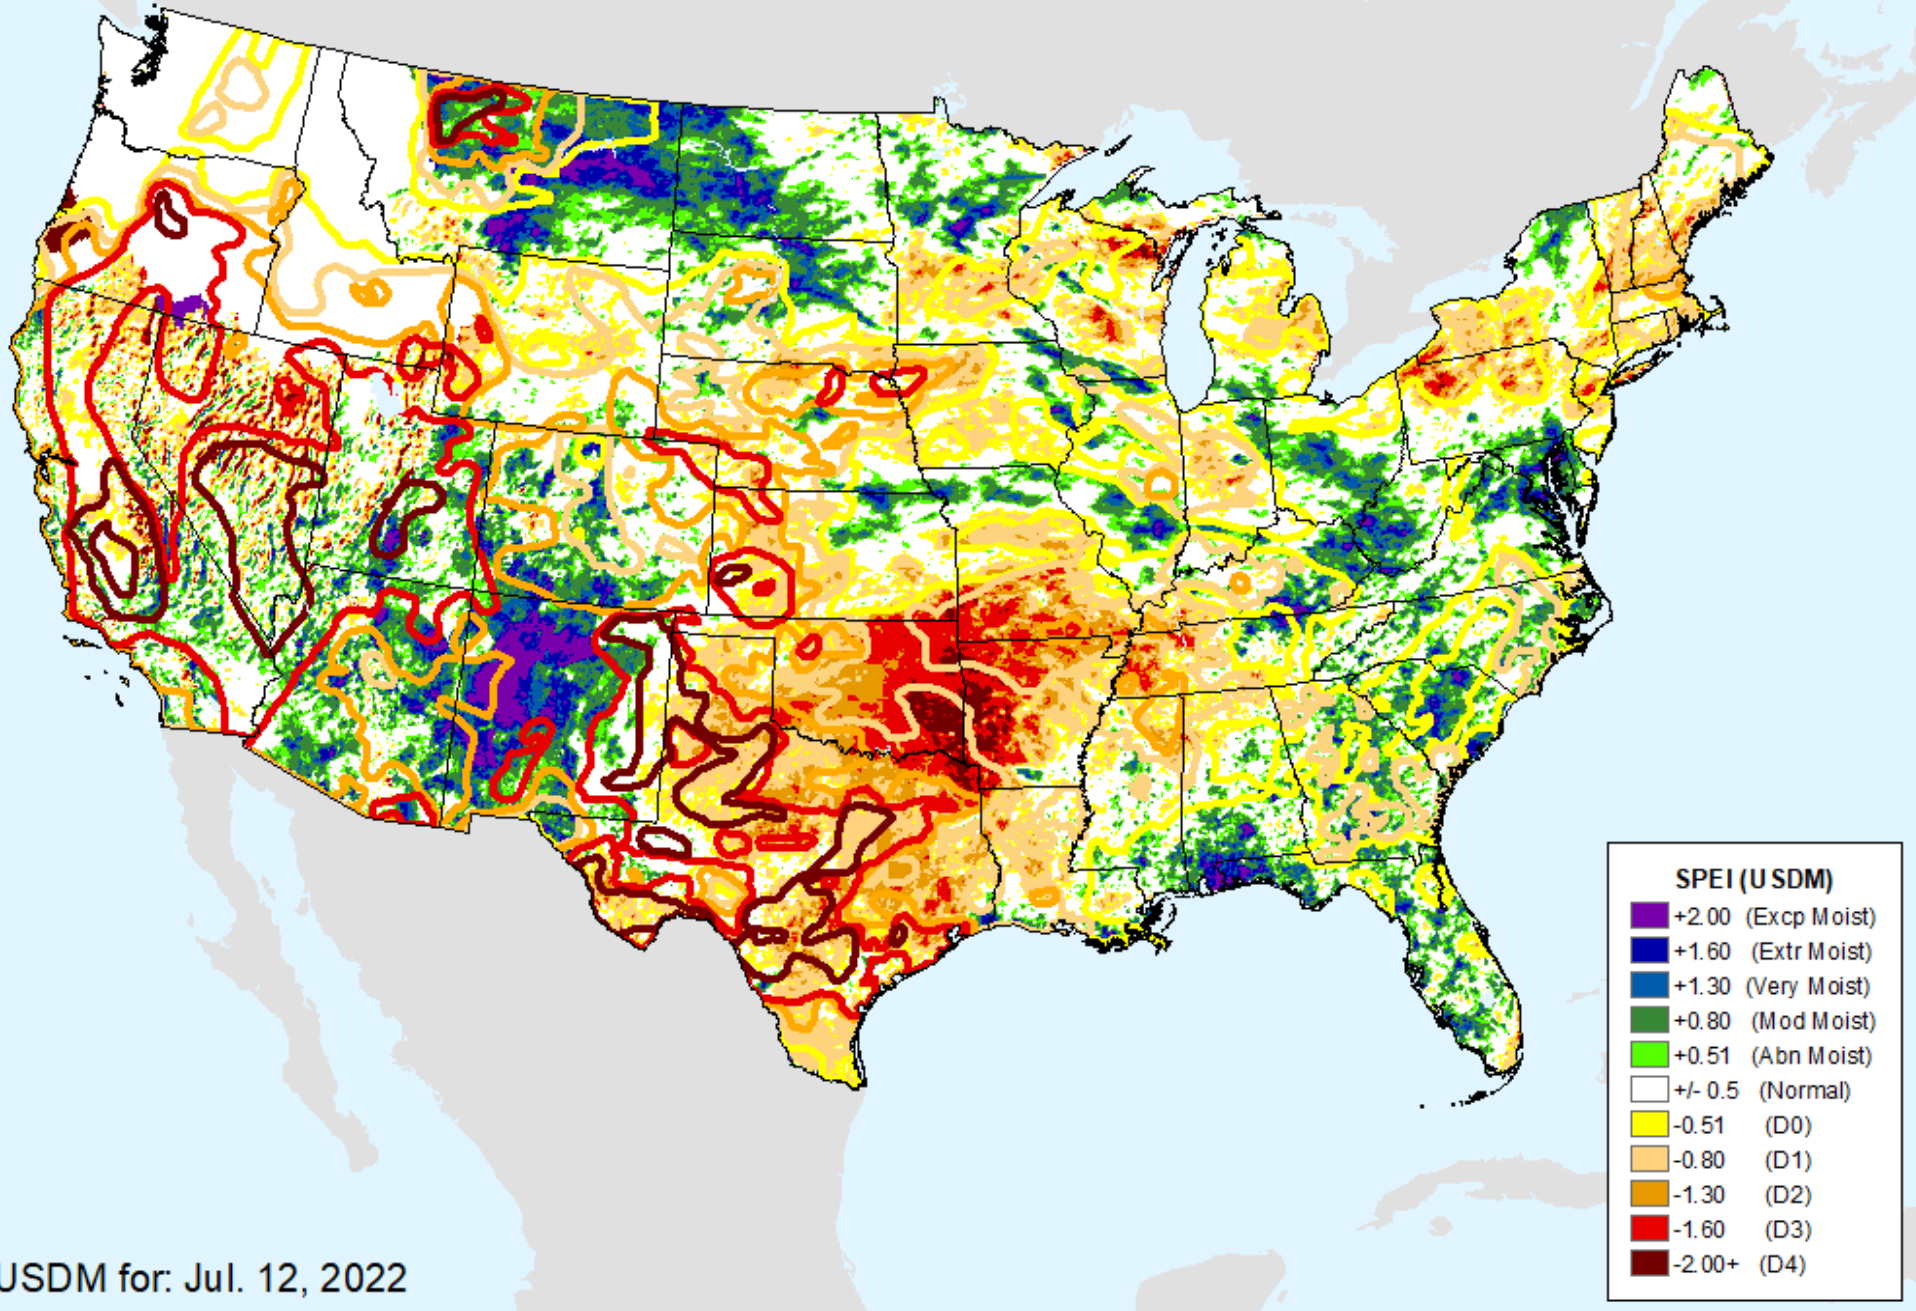 SPEI (USDM)
+2.00 (Excp Moist)
+1.60 (Extr Moist)
+1.30 (Very Moist)
+0.80 (Mod Moist)
+0.51 (Abn Moist)
+/- 0.5 (Normal)
-0.51 (D0)
-0.80 (D1)
-1.30 (D2)
-1.60 (D3)
-2.00+ (D4)
USDM for: Jul. 12, 2022